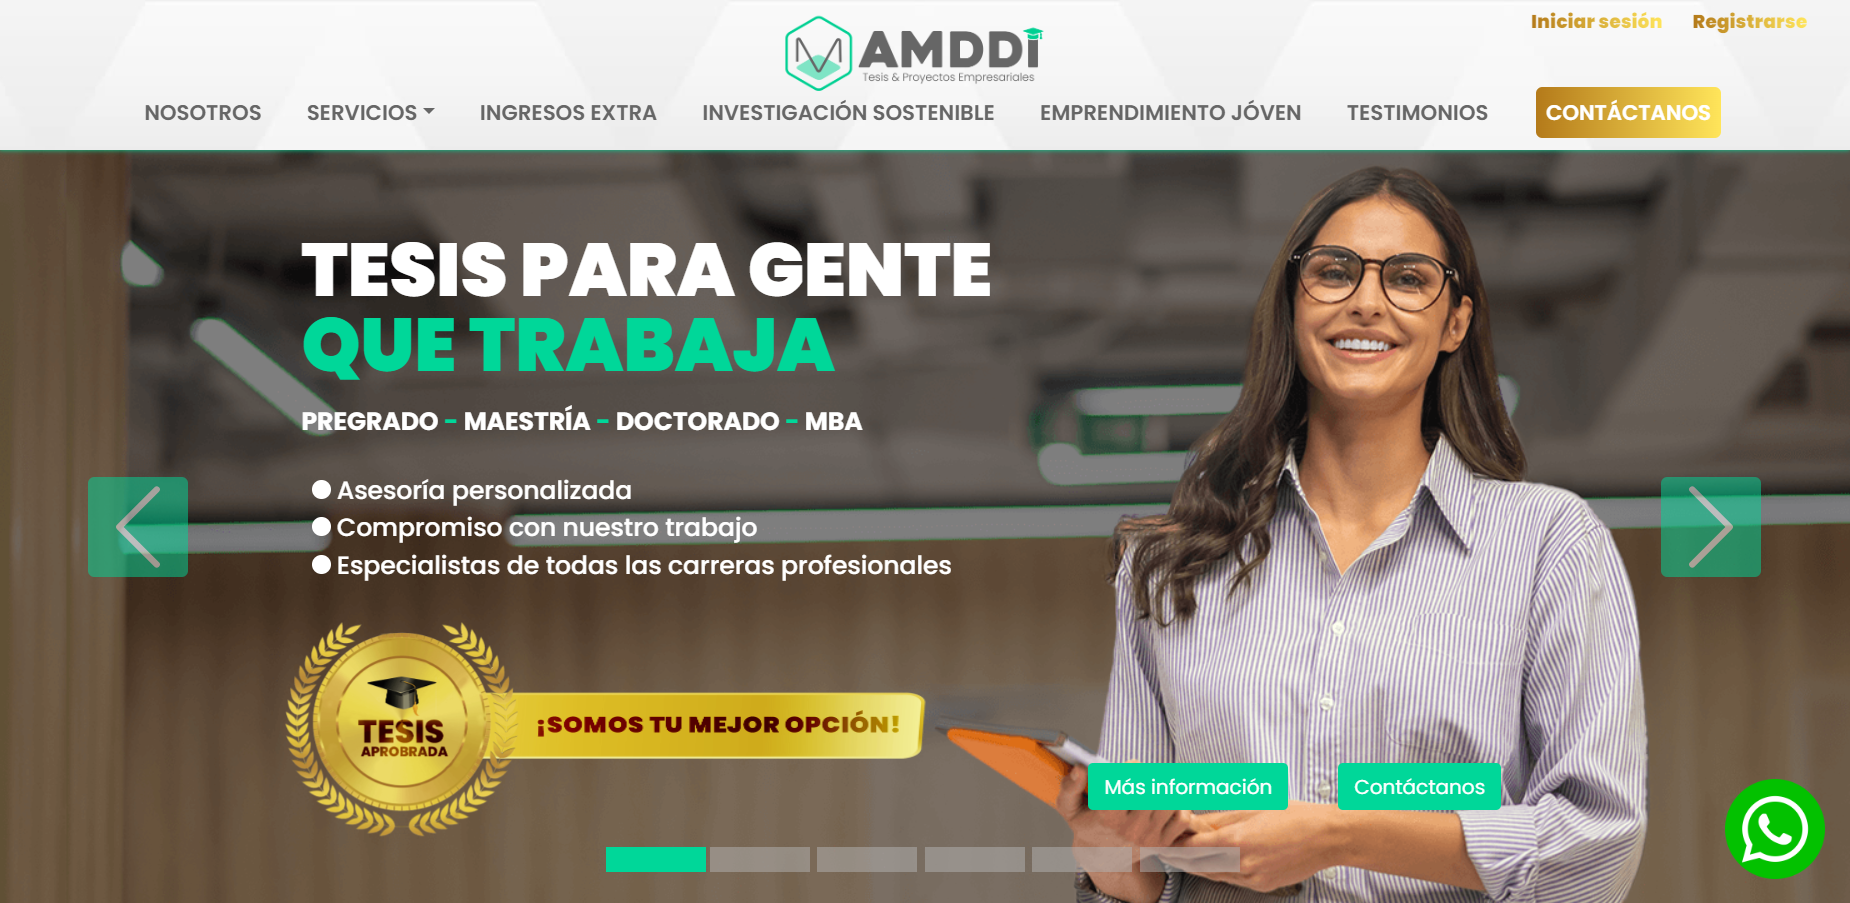 Iniciar sesión Registrarse
AMDDI
Tesis & Proyectos Empresariales
NOSOTROS SERVICIOS INGRESOS EXTRA INVESTIGACIÓN SOSTENIBLE EMPRENDIMIENTO JÓVEN TESTIMONIOS CONTÁCTANOS
TESIS PARA GENTE
QUE TRABAJA
PREGRADO - MAESTRÍA - DOCTORADO - MBA
Asesoría personalizada
Compromiso con nuestro trabajo
Especialistas de todas las carreras profesionales
TESIS
APROBRADA
¡SOMOS TU MEJOR OPCIÓN!
Más información Contáctanos